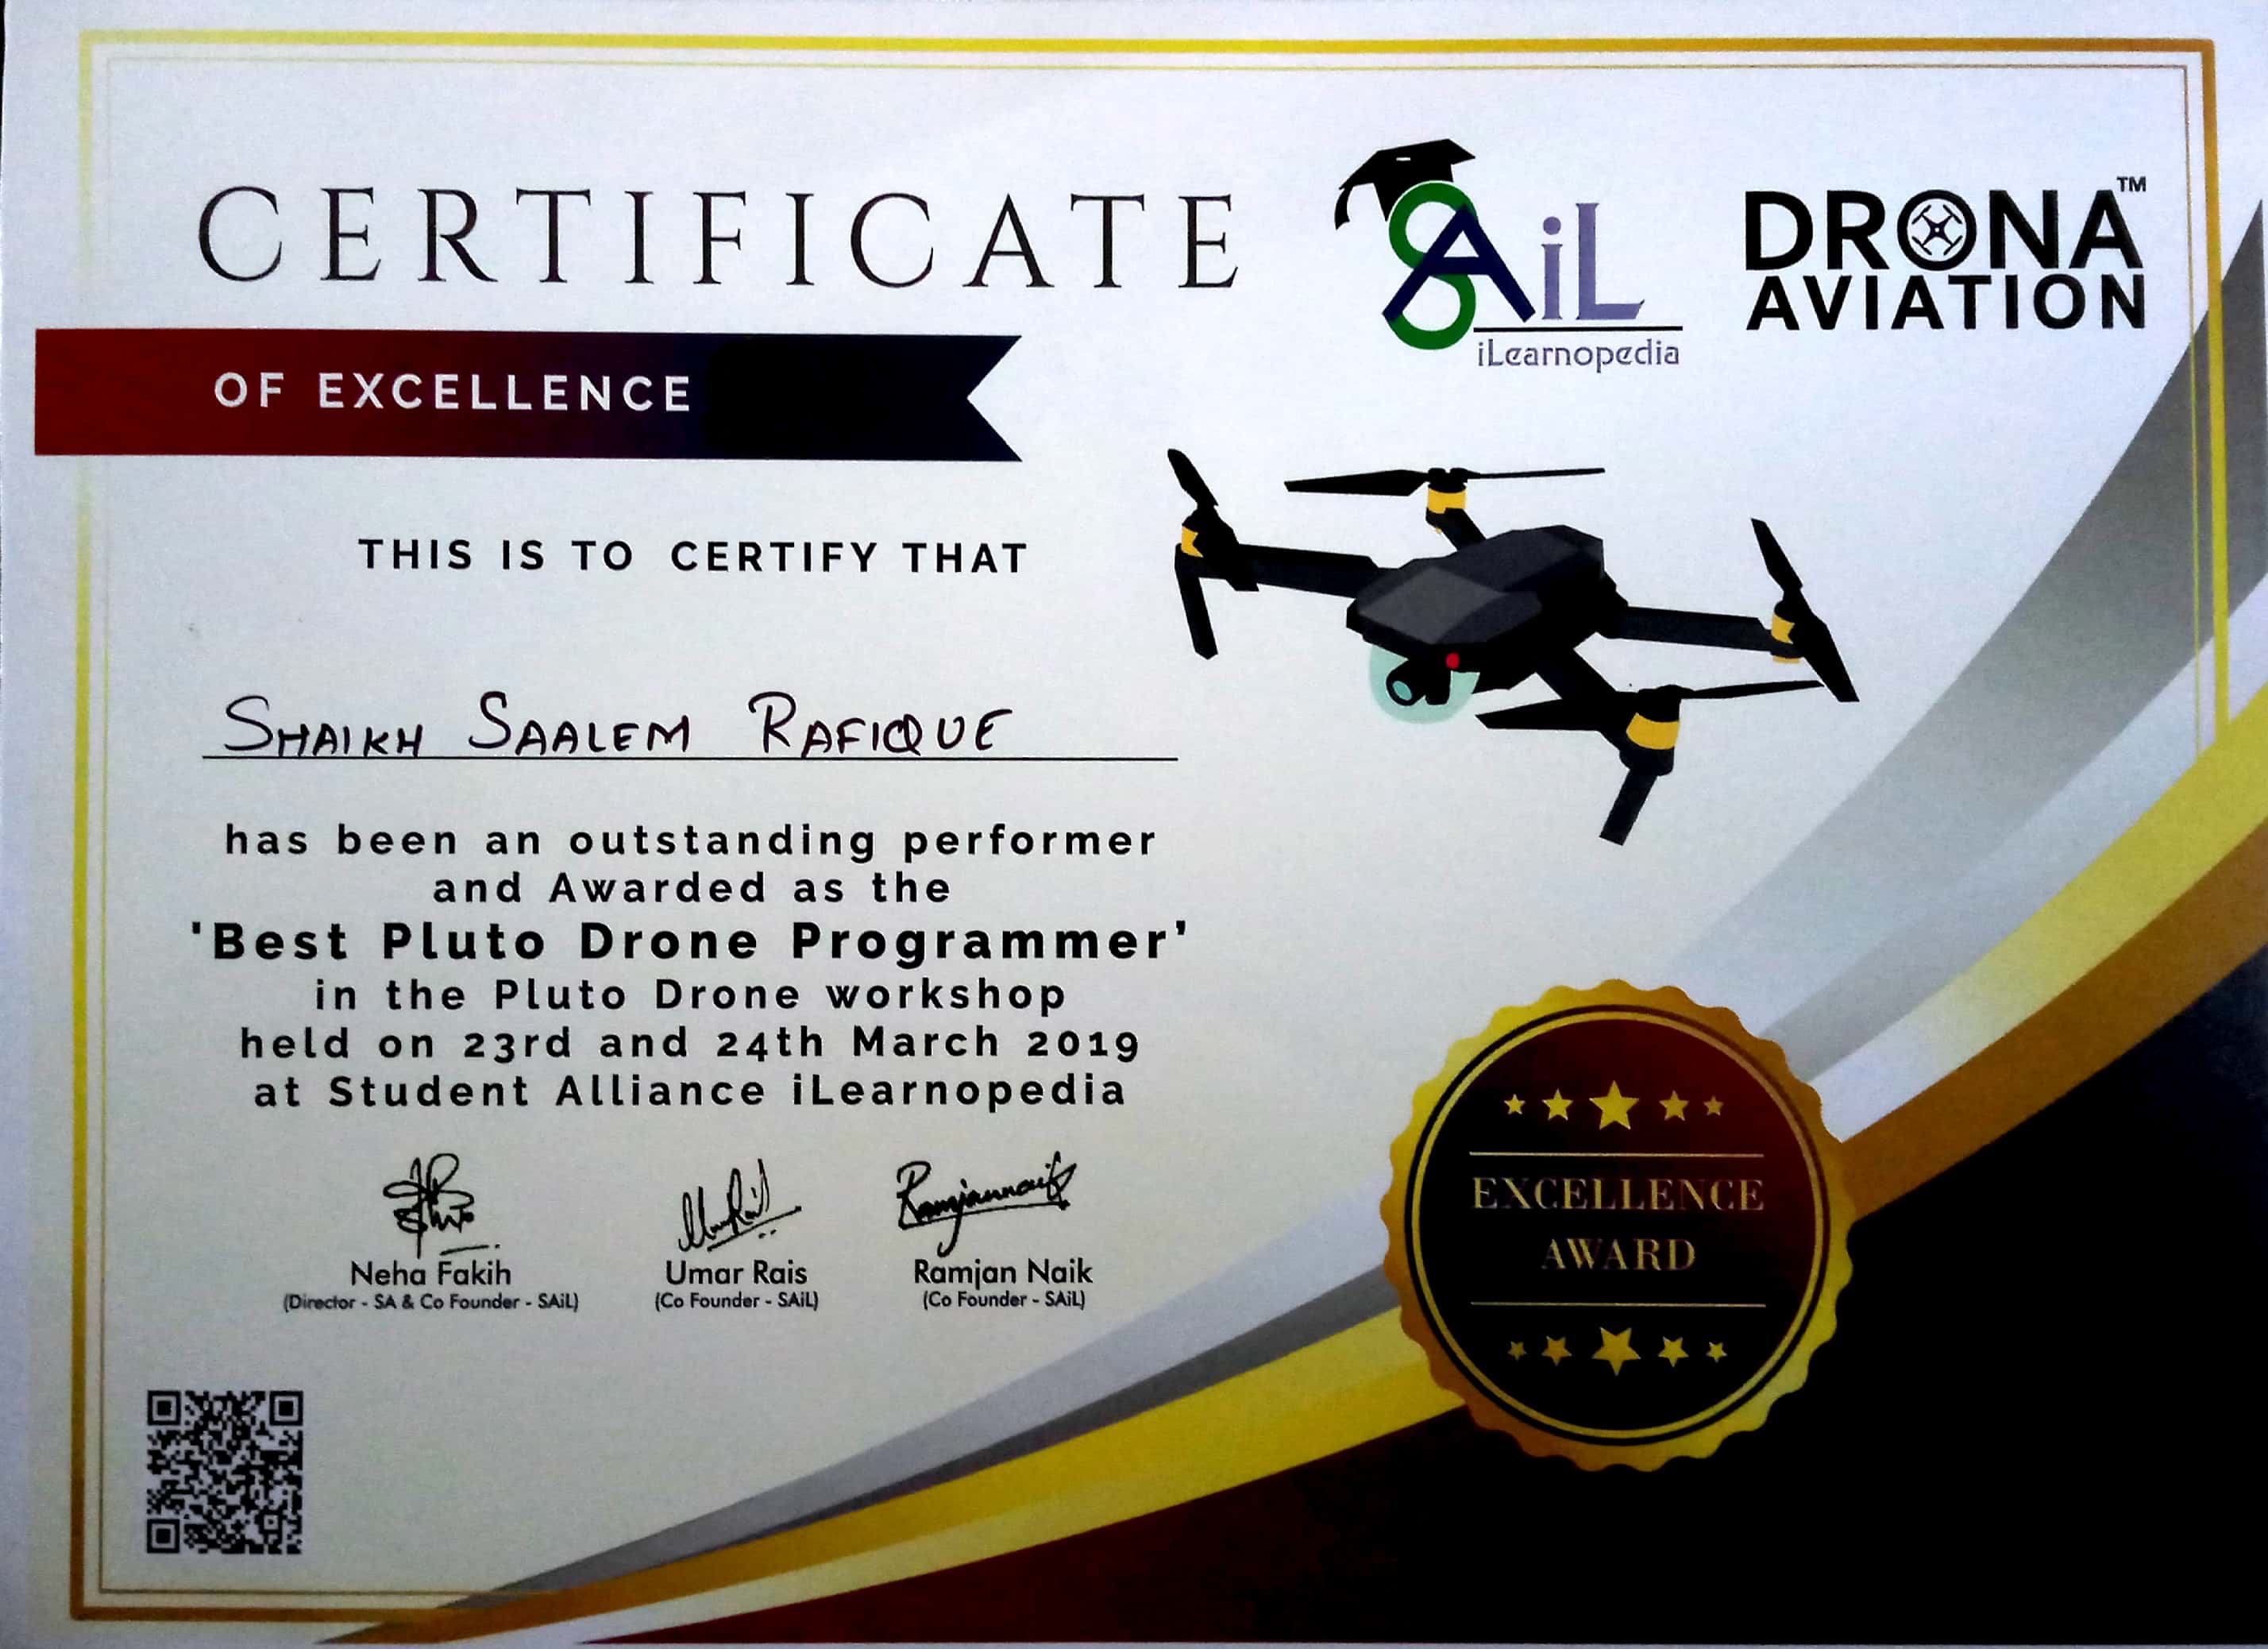 CERTIFICATE
OF EXCELLENCE
SAiL
iLearnopedia
DRONA™
AVIATION
THIS IS TO CERTIFY THAT
SHAIKH SAALEM RAFIQUE
has been an outstanding performer
and Awarded as the
'Best Pluto Drone Programmer'
in the Pluto Drone workshop
held on 23rd and 24th March 2019
at Student Alliance iLearnopedia
Ramjannaik
Neha Fakih
(Director - SA & Co Founder - SAiL)
Umar Rais
(Co Founder - SAiL)
Ramjan Naik
(Co Founder - SAiL)
EXCELLENCE
AWARD